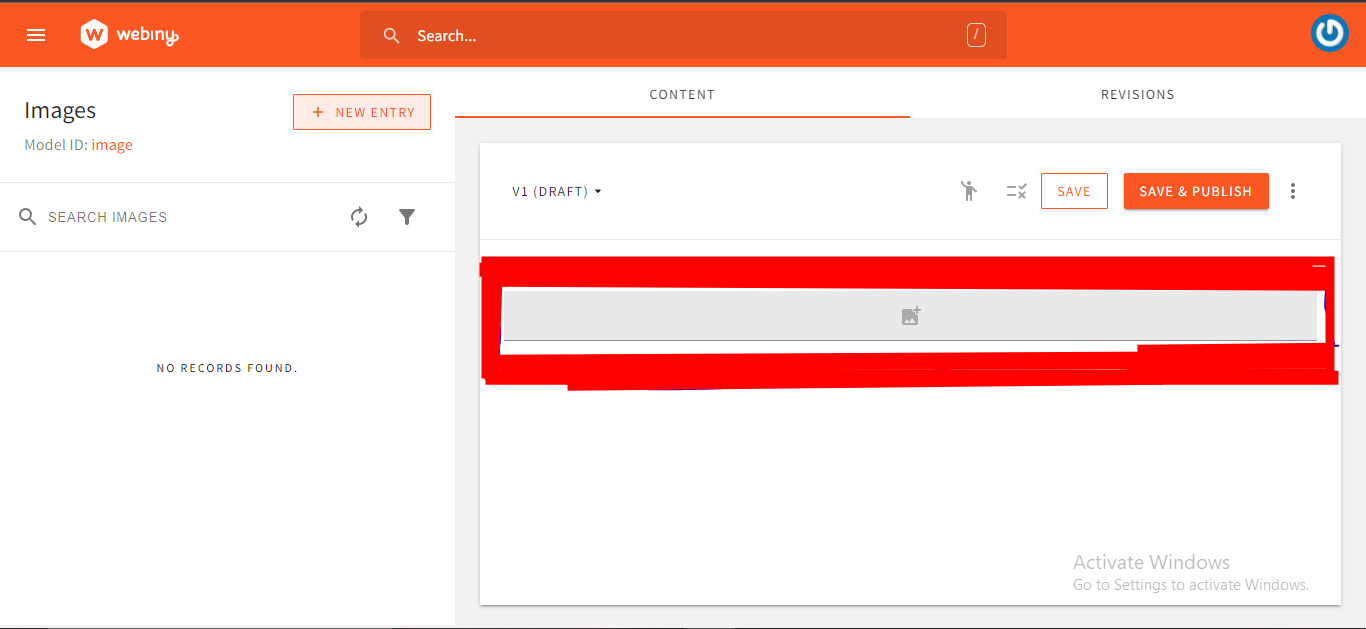 webiny
Search...
/
Images
+ NEW ENTRY
Model ID: image
SEARCH IMAGES
NO RECORDS FOUND.
CONTENT
REVISIONS
V1 (DRAFT)
SAVE
SAVE & PUBLISH
Activate Windows
Go to Settings to activate Windows.